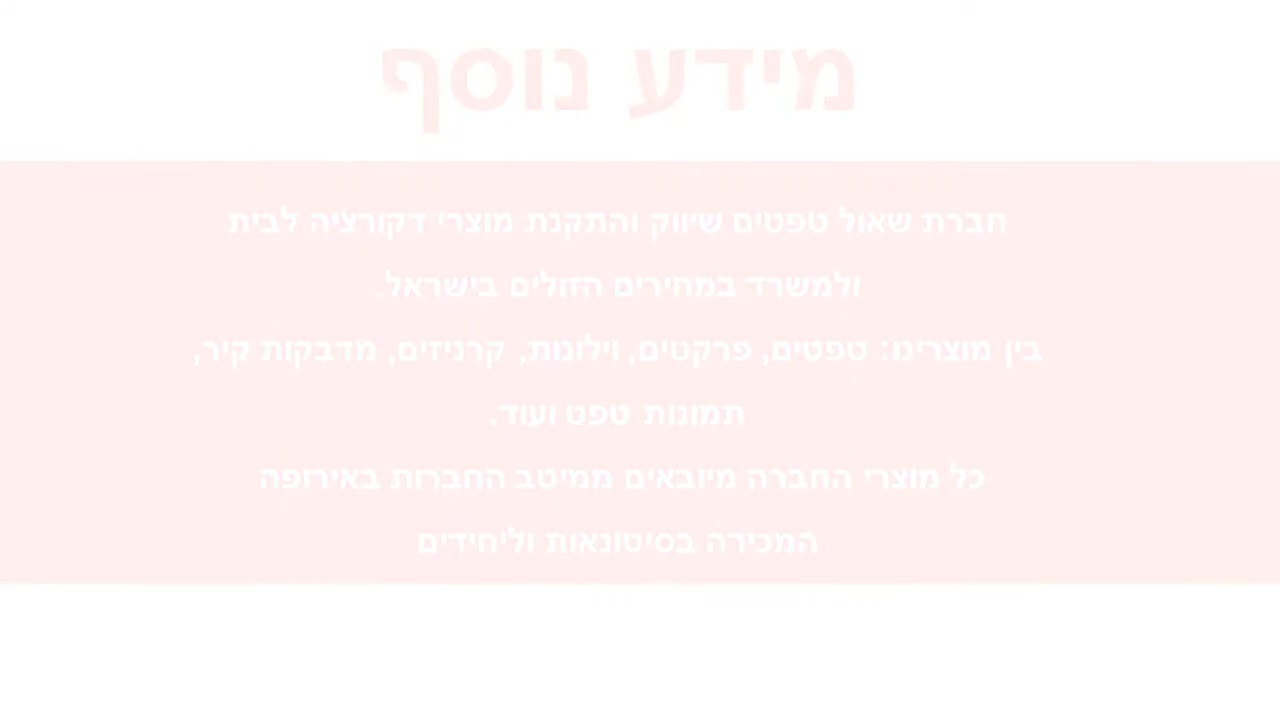 מידע נוסף
חברת שאול טפטים שיווק והתקנת מוצרי דקורציה לבית
ולמשרד במחירים הזולים בישראל.
בין מוצרינו: טפטים, פרקטים, וילונות, קרניזים, מדבקות קיר,
תמונות טפט ועוד.
כל מוצרי החברה מיובאים ממיטב החברות באירופה
המכירה בסיטונאות וליחידים